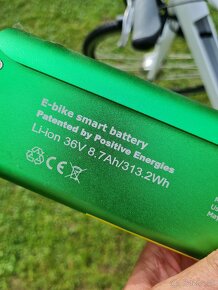 E-bike smart battery
Patented by Positive Energies
Li-Ion 36V 8.7Ah/313.2Wh